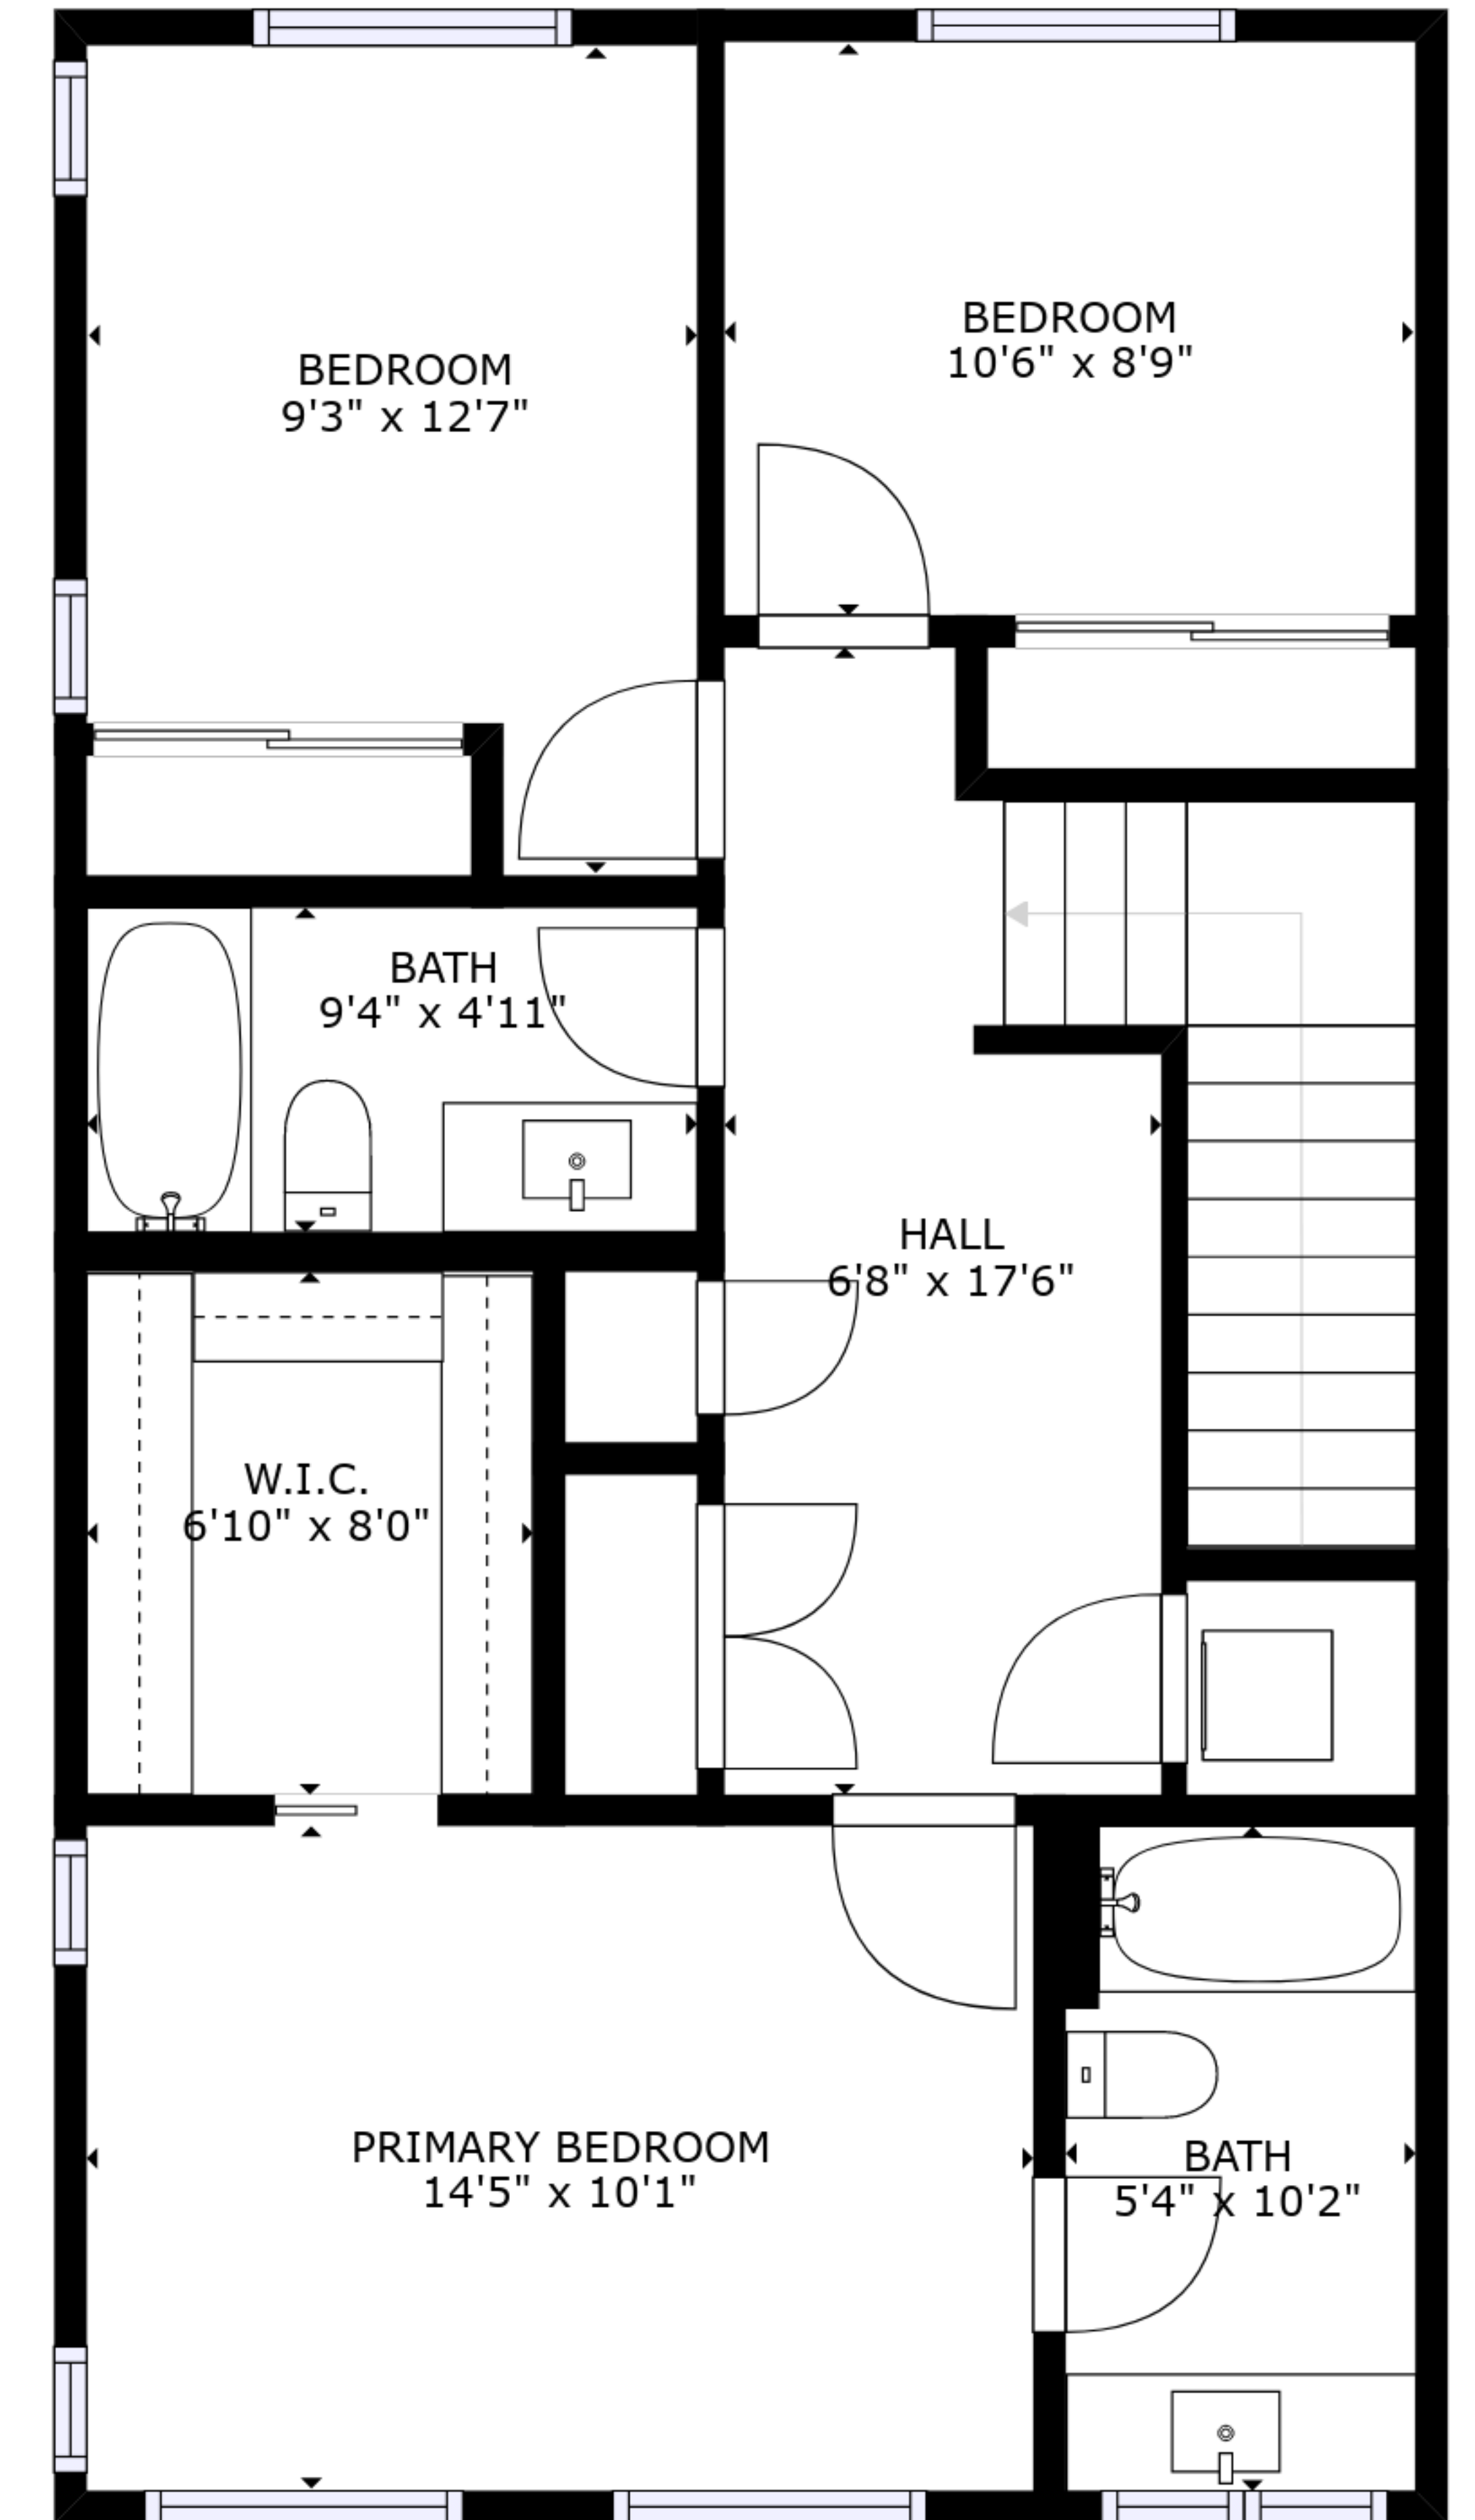 BEDROOM
10'6" x 8'9"
BEDROOM
9'3" x 12'7"
BATH
9'4" x 4'11"
HALL
6'8" x 17'6"
W.I.C.
6'10" x 8'0"
PRIMARY BEDROOM
14'5" x 10'1"
BATH
5'4" x 10'2"